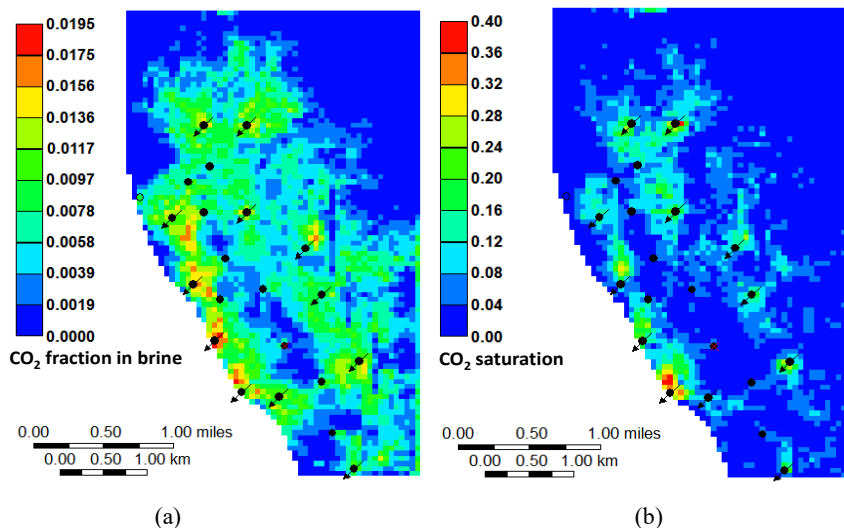 0.0195
0.0175
0.0156
0.0136
0.0117
0.0097
0.0078
0.0058
0.0039
0.0019
0.0000
CO₂ fraction in brine
0.00 0.50 1.00 miles
0.00 0.50 1.00 km
(a)
0.40
0.36
0.32
0.28
0.24
0.20
0.16
0.12
0.08
0.04
0.00
CO₂ saturation
0.00 0.50 1.00 miles
0.00 0.50 1.00 km
(b)